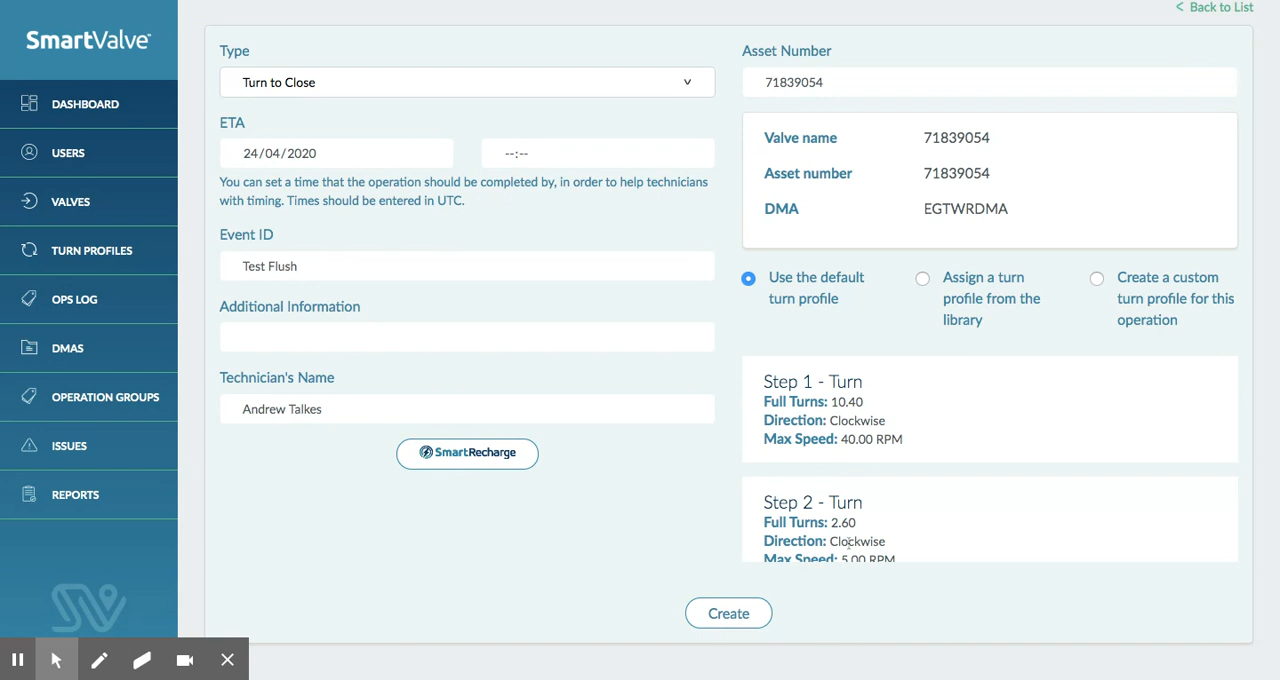 SmartValve
DASHBOARD
USERS
VALVES
TURN PROFILES
OPS LOG
DMAS
OPERATION GROUPS
ISSUES
REPORTS
< Back to List
Type
Turn to Close
ETA
24/04/2020
--:--
You can set a time that the operation should be completed by, in order to help technicians
with timing. Times should be entered in UTC.
Event ID
Test Flush
Additional Information
Technician's Name
Andrew Talkes
SmartRecharge
Asset Number
71839054
Valve name 71839054
Asset number 71839054
DMA EGTWRDMA
Use the default
turn profile
Assign a turn
profile from the
library
Create a custom
turn profile for this
operation
Step 1 - Turn
Full Turns: 10.40
Direction: Clockwise
Max Speed: 40.00 RPM
Step 2 - Turn
Full Turns: 2.60
Direction: Clockwise
Max Speed: 5.00 RPM
Create